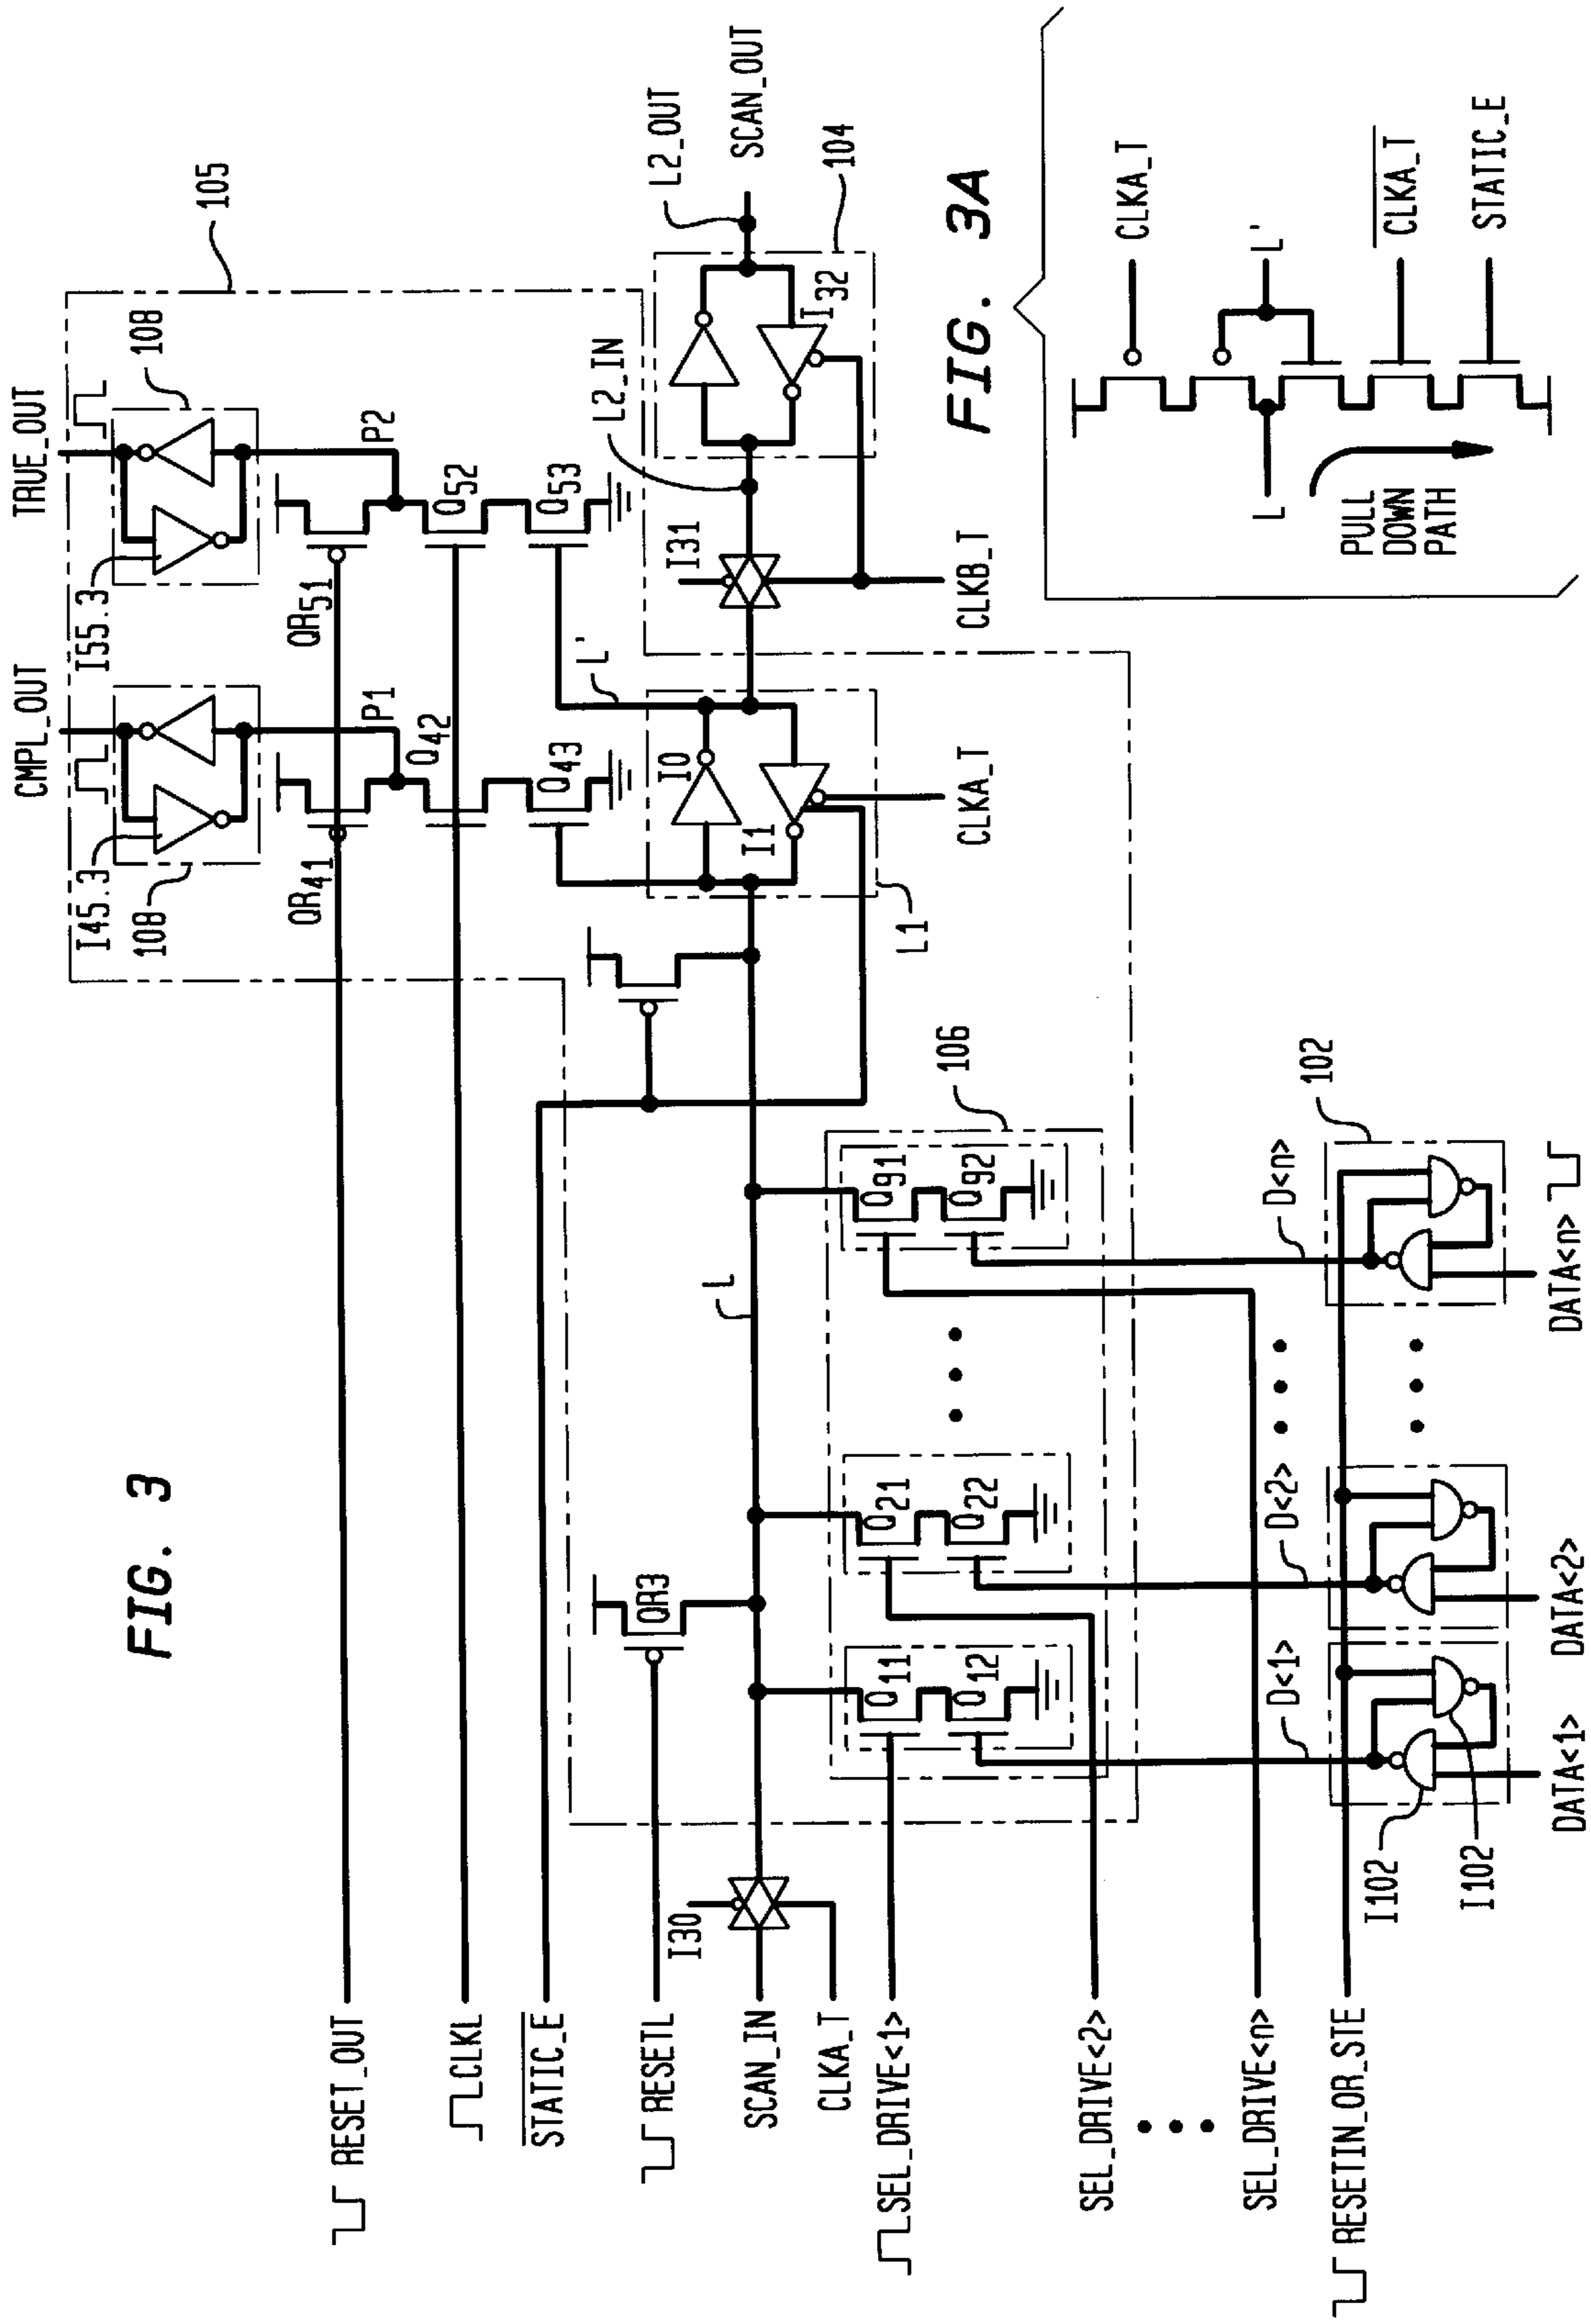 FIG. 3
RESET_OUT
CLKL
STATIC_E
RESETL
SCAN_IN
CLKA_T
SEL_DRIVE<1>
SEL_DRIVE<2>
SEL_DRIVE<n>
RESETIN_OR_STE
I30
QR3
L
Q11
Q12
Q21
Q22
Q91
Q92
106
D<1>
D<2>
D<n>
102
I102
I102
DATA<1>
DATA<2>
DATA<n>
CMPL_OUT
TRUE_OUT
I45.3
108
I55.3
108
105
QR41
QR51
P1
P2
Q42
Q43
Q52
Q53
L'
I0
I1
L1
CLKA_T
I31
CLKB_T
L2_IN
I32
104
L2_OUT
SCAN_OUT
FIG. 3A
CLKA_T
L'
L
CLKA_T
STATIC_E
PULL
DOWN
PATH